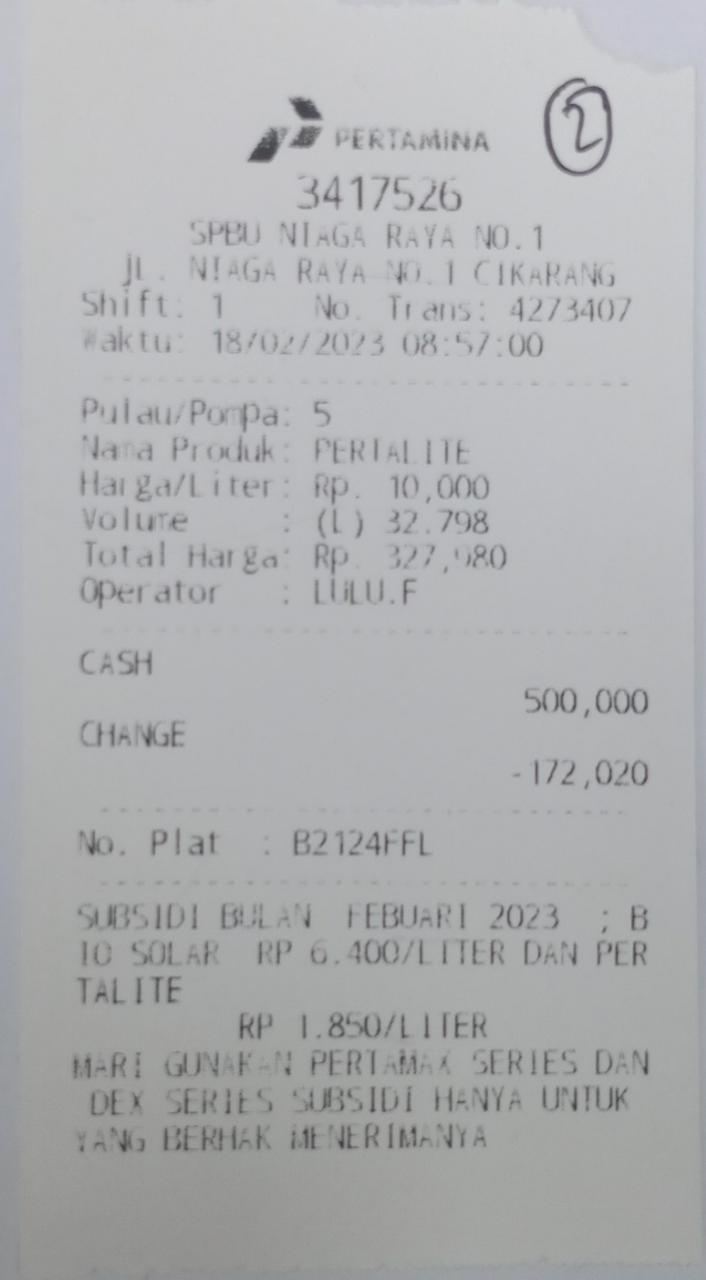 2
PERTAMINA
3417526
SPBU NIAGA RAYA NO.1
JL. NIAGA RAYA NO.1 CIKARANG
Shift: 1 No. Trans: 4273407
Waktu: 18/02/2023 08:57:00
Pulau/Pompa: 5
Nama Produk: PERTALITE
Harga/Liter: Rp. 10,000
Volume : (L) 32.798
Total Harga: Rp. 327,980
Operator : LULU.F
CASH
500,000
CHANGE
-172,020
No. Plat : B2124FFL
SUBSIDI BULAN FEBUARI 2023 ; B
IO SOLAR RP 6.400/LITER DAN PER
TALITE
RP 1.850/LITER
MARI GUNAKAN PERTAMAX SERIES DAN
DEX SERIES SUBSIDI HANYA UNTUK
YANG BERHAK MENERIMANYA